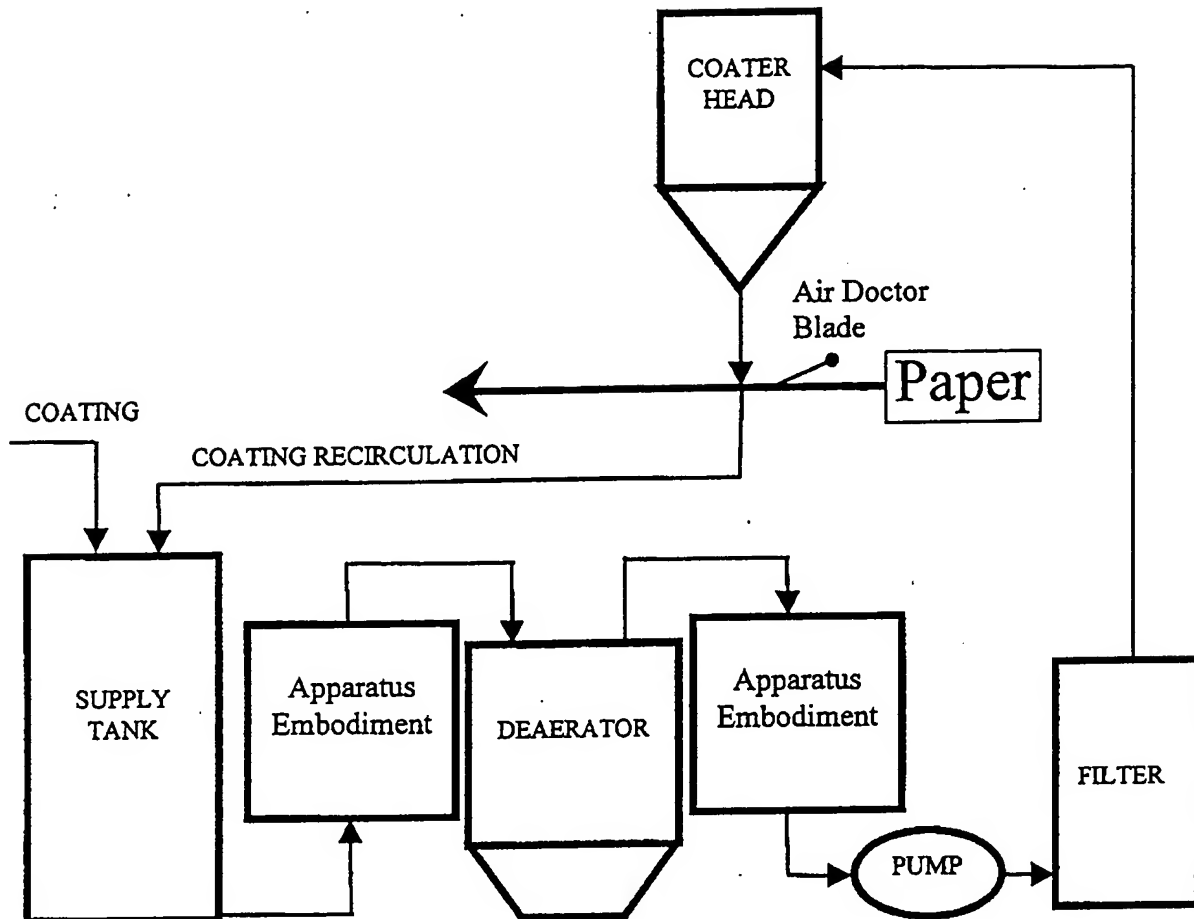 COATER
HEAD
Air Doctor
Blade
Paper
COATING
COATING RECIRCULATION
SUPPLY
TANK
Apparatus
Embodiment
DEAERATOR
Apparatus
Embodiment
FILTER
PUMP